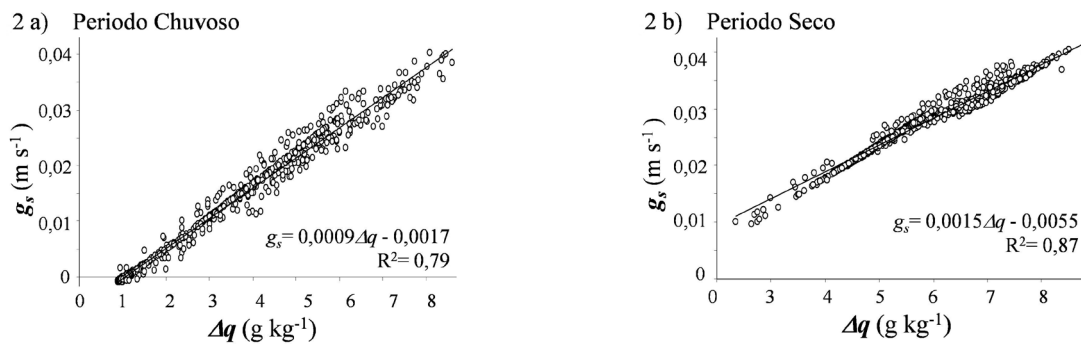 2 a) Periodo Chuvoso
0,04
0,03
0,02
0,01
0
g_s (m s⁻¹)
g_s= 0,0009Δq - 0,0017
R²= 0,79
0 1 2 3 4 5 6 7 8
Δq (g kg⁻¹)
2 b) Periodo Seco
0,04
0,03
0,02
0,01
0,00
g_s (m s⁻¹)
g_s= 0,0015Δq - 0,0055
R²= 0,87
0 3 4 5 6 7 8
Δq (g kg⁻¹)